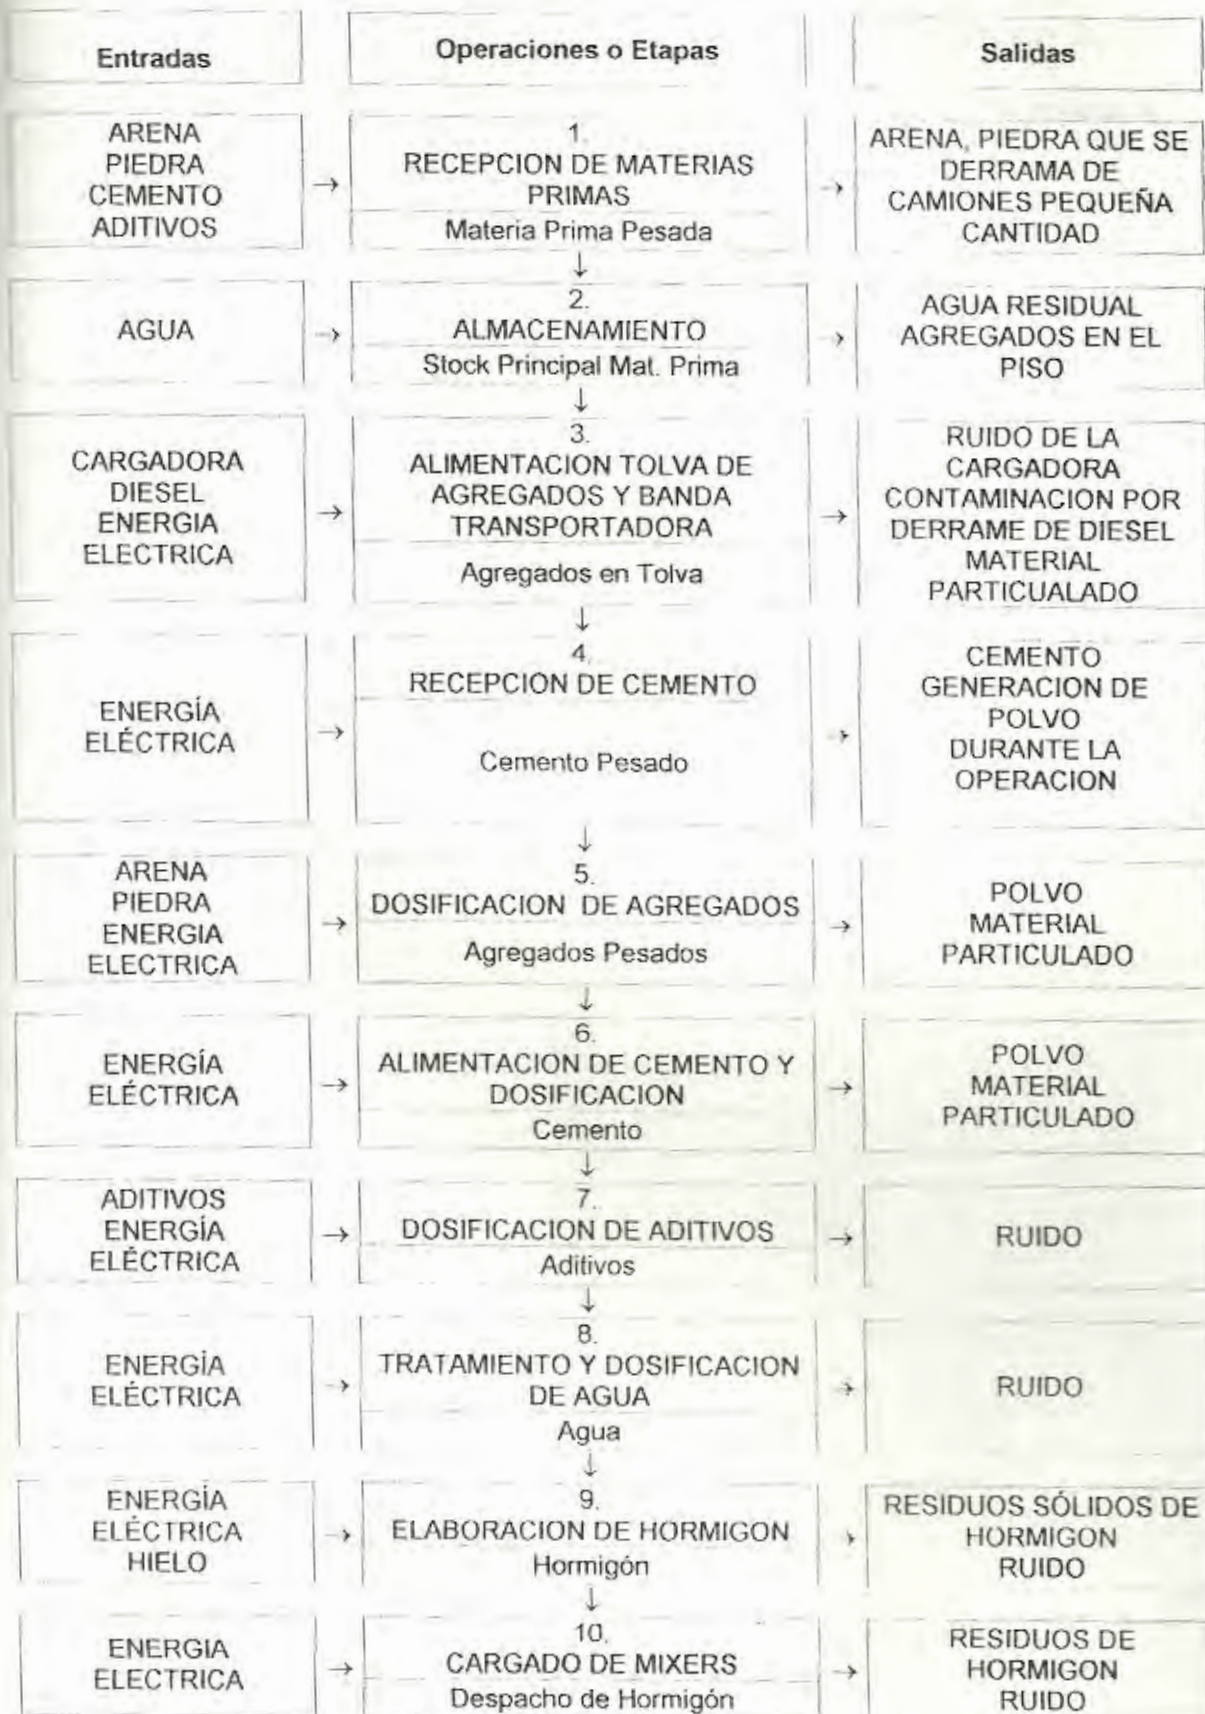 Entradas
Operaciones o Etapas
Salidas
ARENA
PIEDRA
CEMENTO
ADITIVOS
→
1.
RECEPCION DE MATERIAS
PRIMAS
Materia Prima Pesada
→
ARENA, PIEDRA QUE SE
DERRAMA DE
CAMIONES PEQUEÑA
CANTIDAD
↓
AGUA
→
2.
ALMACENAMIENTO
Stock Principal Mat. Prima
→
AGUA RESIDUAL
AGREGADOS EN EL
PISO
↓
CARGADORA
DIESEL
ENERGIA
ELECTRICA
→
3.
ALIMENTACION TOLVA DE
AGREGADOS Y BANDA
TRANSPORTADORA
Agregados en Tolva
→
RUIDO DE LA
CARGADORA
CONTAMINACION POR
DERRAME DE DIESEL
MATERIAL
PARTICUALADO
↓
ENERGÍA
ELÉCTRICA
→
4.
RECEPCION DE CEMENTO
Cemento Pesado
→
CEMENTO
GENERACION DE
POLVO
DURANTE LA
OPERACION
↓
ARENA
PIEDRA
ENERGIA
ELECTRICA
→
5.
DOSIFICACION DE AGREGADOS
Agregados Pesados
→
POLVO
MATERIAL
PARTICULADO
↓
ENERGÍA
ELÉCTRICA
→
6.
ALIMENTACION DE CEMENTO Y
DOSIFICACION
Cemento
→
POLVO
MATERIAL
PARTICULADO
↓
ADITIVOS
ENERGÍA
ELÉCTRICA
→
7.
DOSIFICACION DE ADITIVOS
Aditivos
→
RUIDO
↓
ENERGÍA
ELÉCTRICA
→
8.
TRATAMIENTO Y DOSIFICACION
DE AGUA
Agua
→
RUIDO
↓
ENERGÍA
ELÉCTRICA
HIELO
→
9.
ELABORACION DE HORMIGON
Hormigón
→
RESIDUOS SÓLIDOS DE
HORMIGON
RUIDO
↓
ENERGIA
ELECTRICA
→
10.
CARGADO DE MIXERS
Despacho de Hormigón
→
RESIDUOS DE
HORMIGON
RUIDO